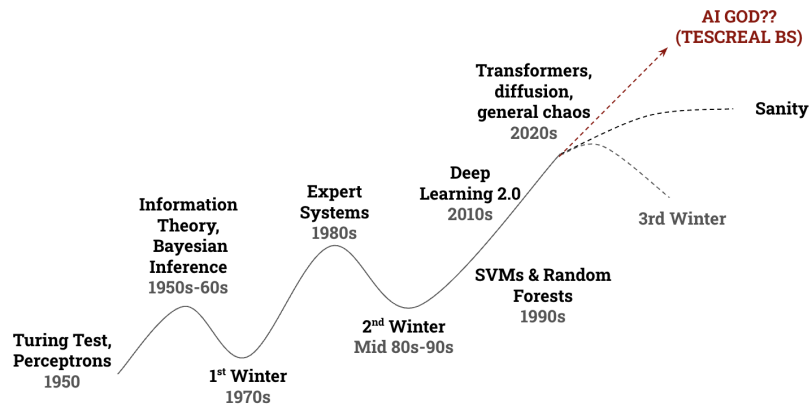 Turing Test,
Perceptrons
1950
Information
Theory,
Bayesian
Inference
1950s-60s
1st Winter
1970s
Expert
Systems
1980s
2nd Winter
Mid 80s-90s
SVMs & Random
Forests
1990s
Deep
Learning 2.0
2010s
Transformers,
diffusion,
general chaos
2020s
AI GOD??
(TESCREAL BS)
Sanity
3rd Winter